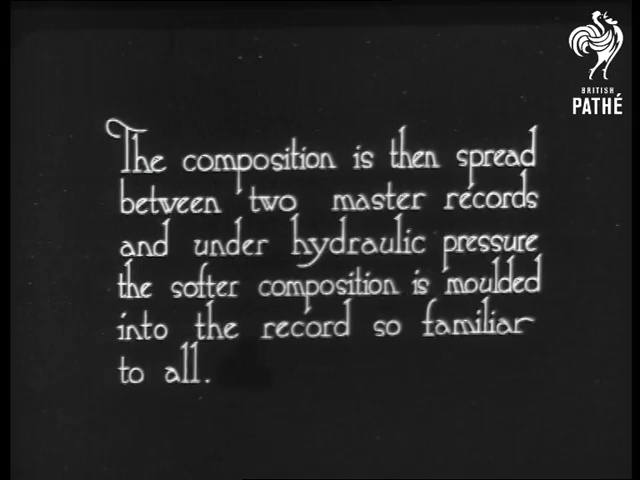 BRITISH
PATHÉ
The composition is then spread
between two master records
and under hydraulic pressure
the softer composition is moulded
into the record so familiar
to all.